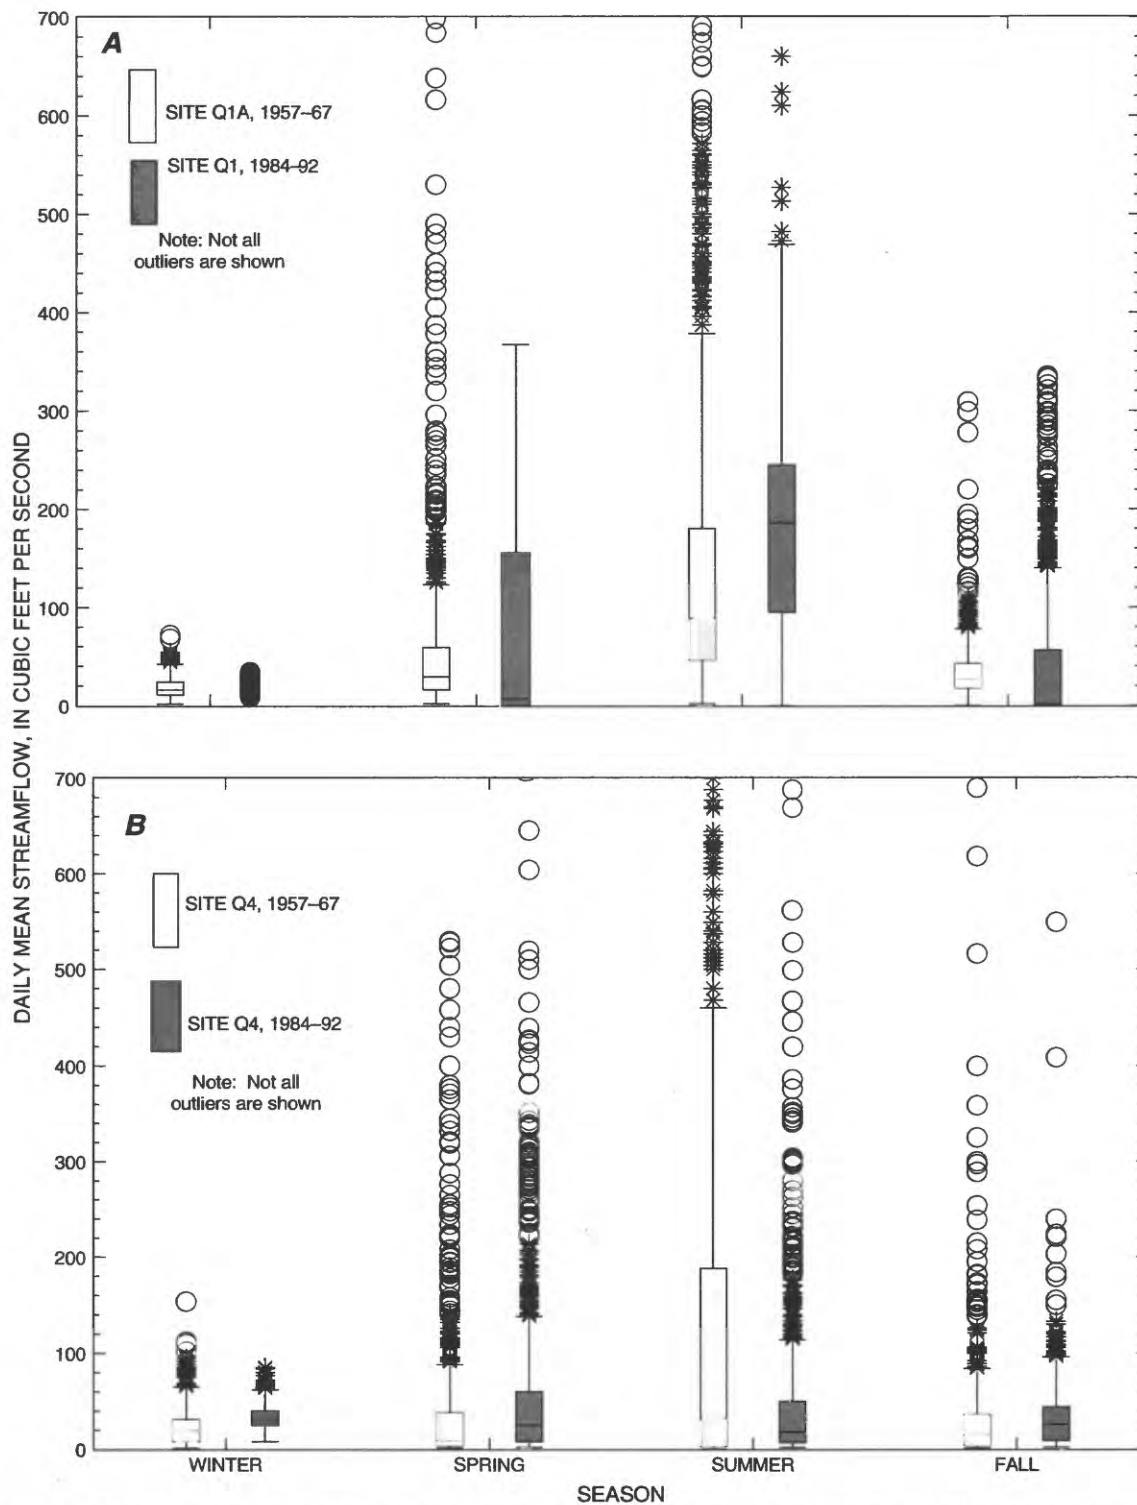 DAILY MEAN STREAMFLOW, IN CUBIC FEET PER SECOND
A
700
600
500
400
300
200
100
0
SITE Q1A, 1957–67
SITE Q1, 1984–92
Note: Not all
outliers are shown
B
700
600
500
400
300
200
100
0
SITE Q4, 1957–67
SITE Q4, 1984–92
Note: Not all
outliers are shown
WINTER
SPRING
SUMMER
FALL
SEASON